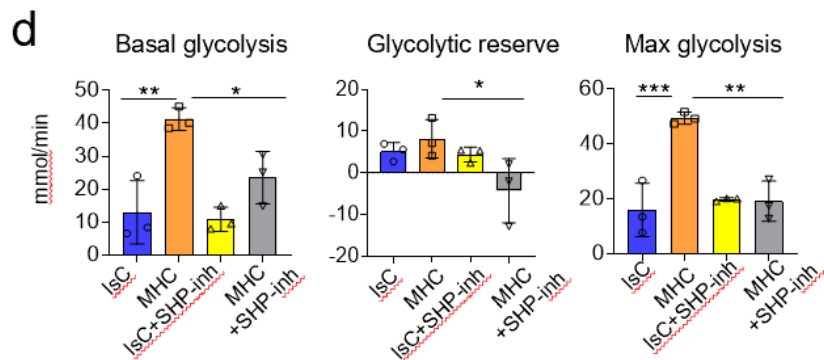 d
Basal glycolysis
mmol/min
50
40
30
20
10
0
** *
IsC
MHC
IsC+SHP-inh
MHC
+SHP-inh
Glycolytic reserve
20
10
0
-10
-20
*
IsC
MHC
IsC+SHP-inh
MHC
+SHP-inh
Max glycolysis
60
40
20
0
*** **
IsC
MHC
IsC+SHP-inh
MHC
+SHP-inh